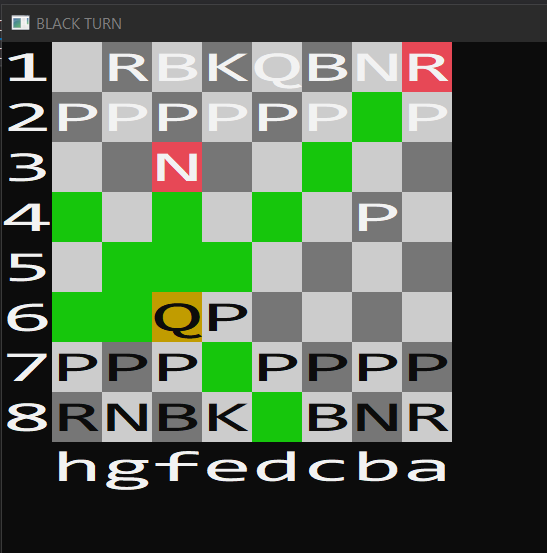 BLACK TURN
1 R B K Q B N R
2 P P P P P P P
3 N
4 P
5
6 Q P
7 P P P P P P P
8 R N B K B N R
h g f e d c b a